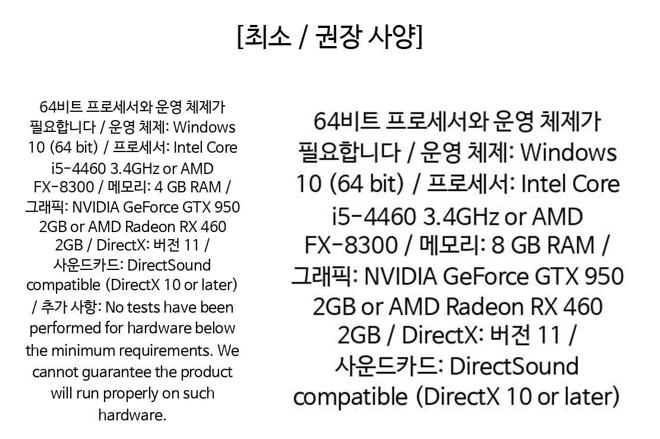 [최소 / 권장 사양]
64비트 프로세서와 운영 체제가
필요합니다 / 운영 체제: Windows
10 (64 bit) / 프로세서: Intel Core
i5-4460 3.4GHz or AMD
FX-8300 / 메모리: 4 GB RAM /
그래픽: NVIDIA GeForce GTX 950
2GB or AMD Radeon RX 460
2GB / DirectX: 버전 11 /
사운드카드: DirectSound
compatible (DirectX 10 or later)
/ 추가 사항: No tests have been
performed for hardware below
the minimum requirements. We
cannot guarantee the product
will run properly on such
hardware.
64비트 프로세서와 운영 체제가
필요합니다 / 운영 체제: Windows
10 (64 bit) / 프로세서: Intel Core
i5-4460 3.4GHz or AMD
FX-8300 / 메모리: 8 GB RAM /
그래픽: NVIDIA GeForce GTX 950
2GB or AMD Radeon RX 460
2GB / DirectX: 버전 11 /
사운드카드: DirectSound
compatible (DirectX 10 or later)